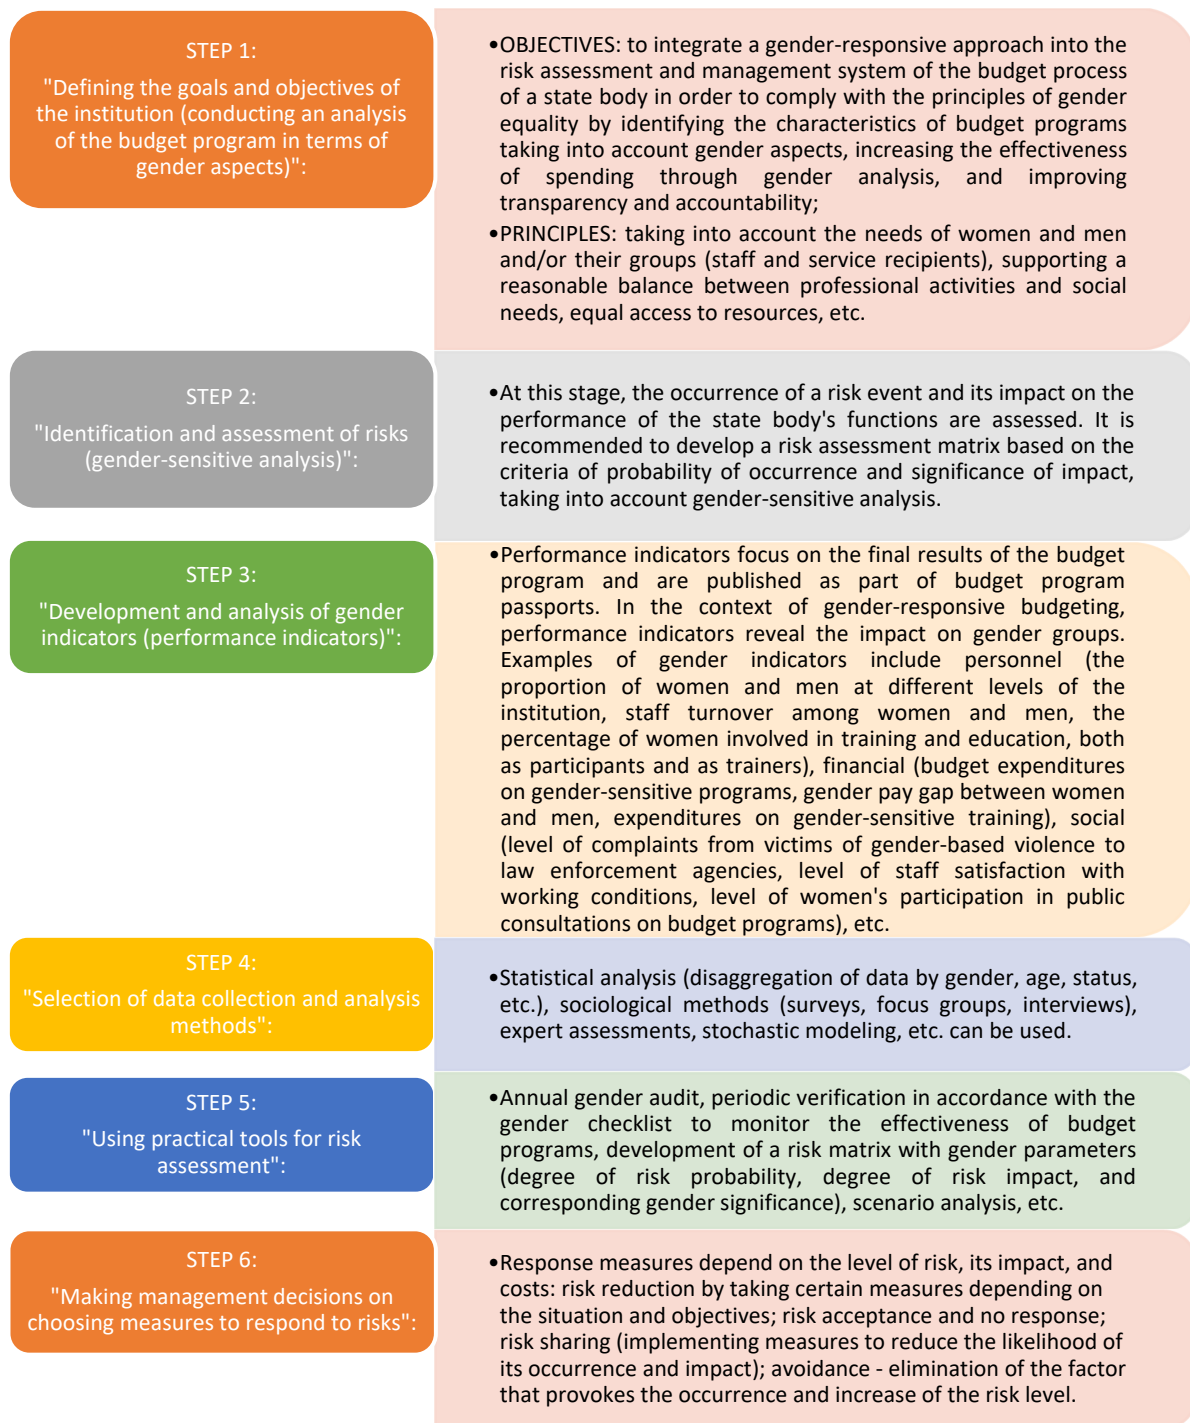 STEP 1:
"Defining the goals and objectives of
the institution (conducting an analysis
of the budget program in terms of
gender aspects)":
•OBJECTIVES: to integrate a gender-responsive approach into the
risk assessment and management system of the budget process
of a state body in order to comply with the principles of gender
equality by identifying the characteristics of budget programs
taking into account gender aspects, increasing the effectiveness
of spending through gender analysis, and improving
transparency and accountability;
•PRINCIPLES: taking into account the needs of women and men
and/or their groups (staff and service recipients), supporting a
reasonable balance between professional activities and social
needs, equal access to resources, etc.
STEP 2:
"Identification and assessment of risks
(gender-sensitive analysis)":
•At this stage, the occurrence of a risk event and its impact on the
performance of the state body's functions are assessed. It is
recommended to develop a risk assessment matrix based on the
criteria of probability of occurrence and significance of impact,
taking into account gender-sensitive analysis.
STEP 3:
"Development and analysis of gender
indicators (performance indicators)":
•Performance indicators focus on the final results of the budget
program and are published as part of budget program
passports. In the context of gender-responsive budgeting,
performance indicators reveal the impact on gender groups.
Examples of gender indicators include personnel (the
proportion of women and men at different levels of the
institution, staff turnover among women and men, the
percentage of women involved in training and education, both
as participants and as trainers), financial (budget expenditures
on gender-sensitive programs, gender pay gap between women
and men, expenditures on gender-sensitive training), social
(level of complaints from victims of gender-based violence to
law enforcement agencies, level of staff satisfaction with
working conditions, level of women's participation in public
consultations on budget programs), etc.
STEP 4:
"Selection of data collection and analysis
methods":
•Statistical analysis (disaggregation of data by gender, age, status,
etc.), sociological methods (surveys, focus groups, interviews),
expert assessments, stochastic modeling, etc. can be used.
STEP 5:
"Using practical tools for risk
assessment":
•Annual gender audit, periodic verification in accordance with the
gender checklist to monitor the effectiveness of budget
programs, development of a risk matrix with gender parameters
(degree of risk probability, degree of risk impact, and
corresponding gender significance), scenario analysis, etc.
STEP 6:
"Making management decisions on
choosing measures to respond to risks":
•Response measures depend on the level of risk, its impact, and
costs: risk reduction by taking certain measures depending on
the situation and objectives; risk acceptance and no response;
risk sharing (implementing measures to reduce the likelihood of
its occurrence and impact); avoidance - elimination of the factor
that provokes the occurrence and increase of the risk level.